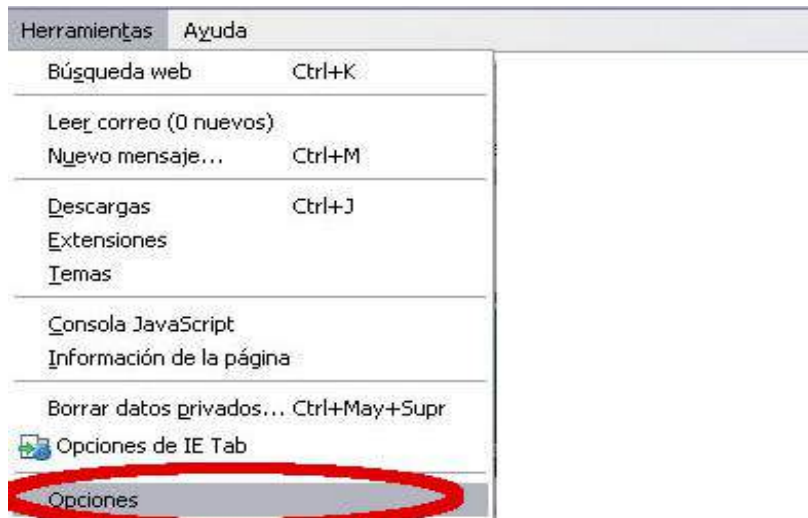 Herramientas Ayuda
Búsqueda web Ctrl+K
Leer correo (0 nuevos)
Nuevo mensaje... Ctrl+M
Descargas Ctrl+J
Extensiones
Temas
Consola JavaScript
Información de la página
Borrar datos privados... Ctrl+May+Supr
Opciones de IE Tab
Opciones